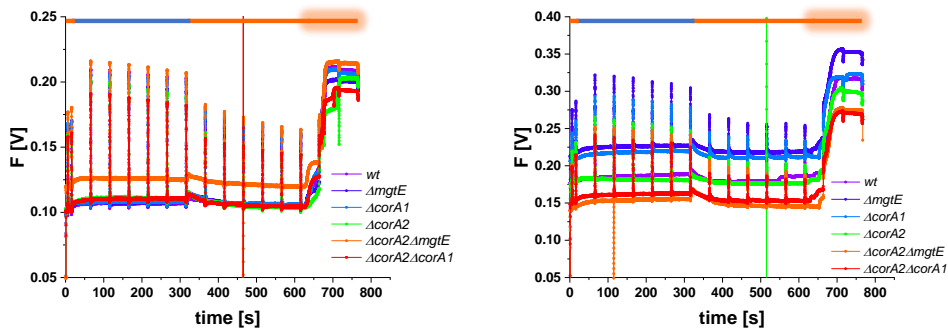 0.25
0.20
0.15
0.10
0.05
F [V]
0 100 200 300 400 500 600 700 800
time [s]
wt
ΔmgtE
ΔcorA1
ΔcorA2
ΔcorA2ΔmgtE
ΔcorA2ΔcorA1
0.40
0.35
0.30
0.25
0.20
0.15
0.10
0.05
F [V]
0 100 200 300 400 500 600 700 800
time [s]
wt
ΔmgtE
ΔcorA1
ΔcorA2
ΔcorA2ΔmgtE
ΔcorA2ΔcorA1